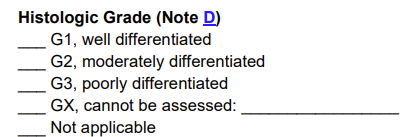 Histologic Grade (Note D)
___ G1, well differentiated
___ G2, moderately differentiated
___ G3, poorly differentiated
___ GX, cannot be assessed: _________________
___ Not applicable